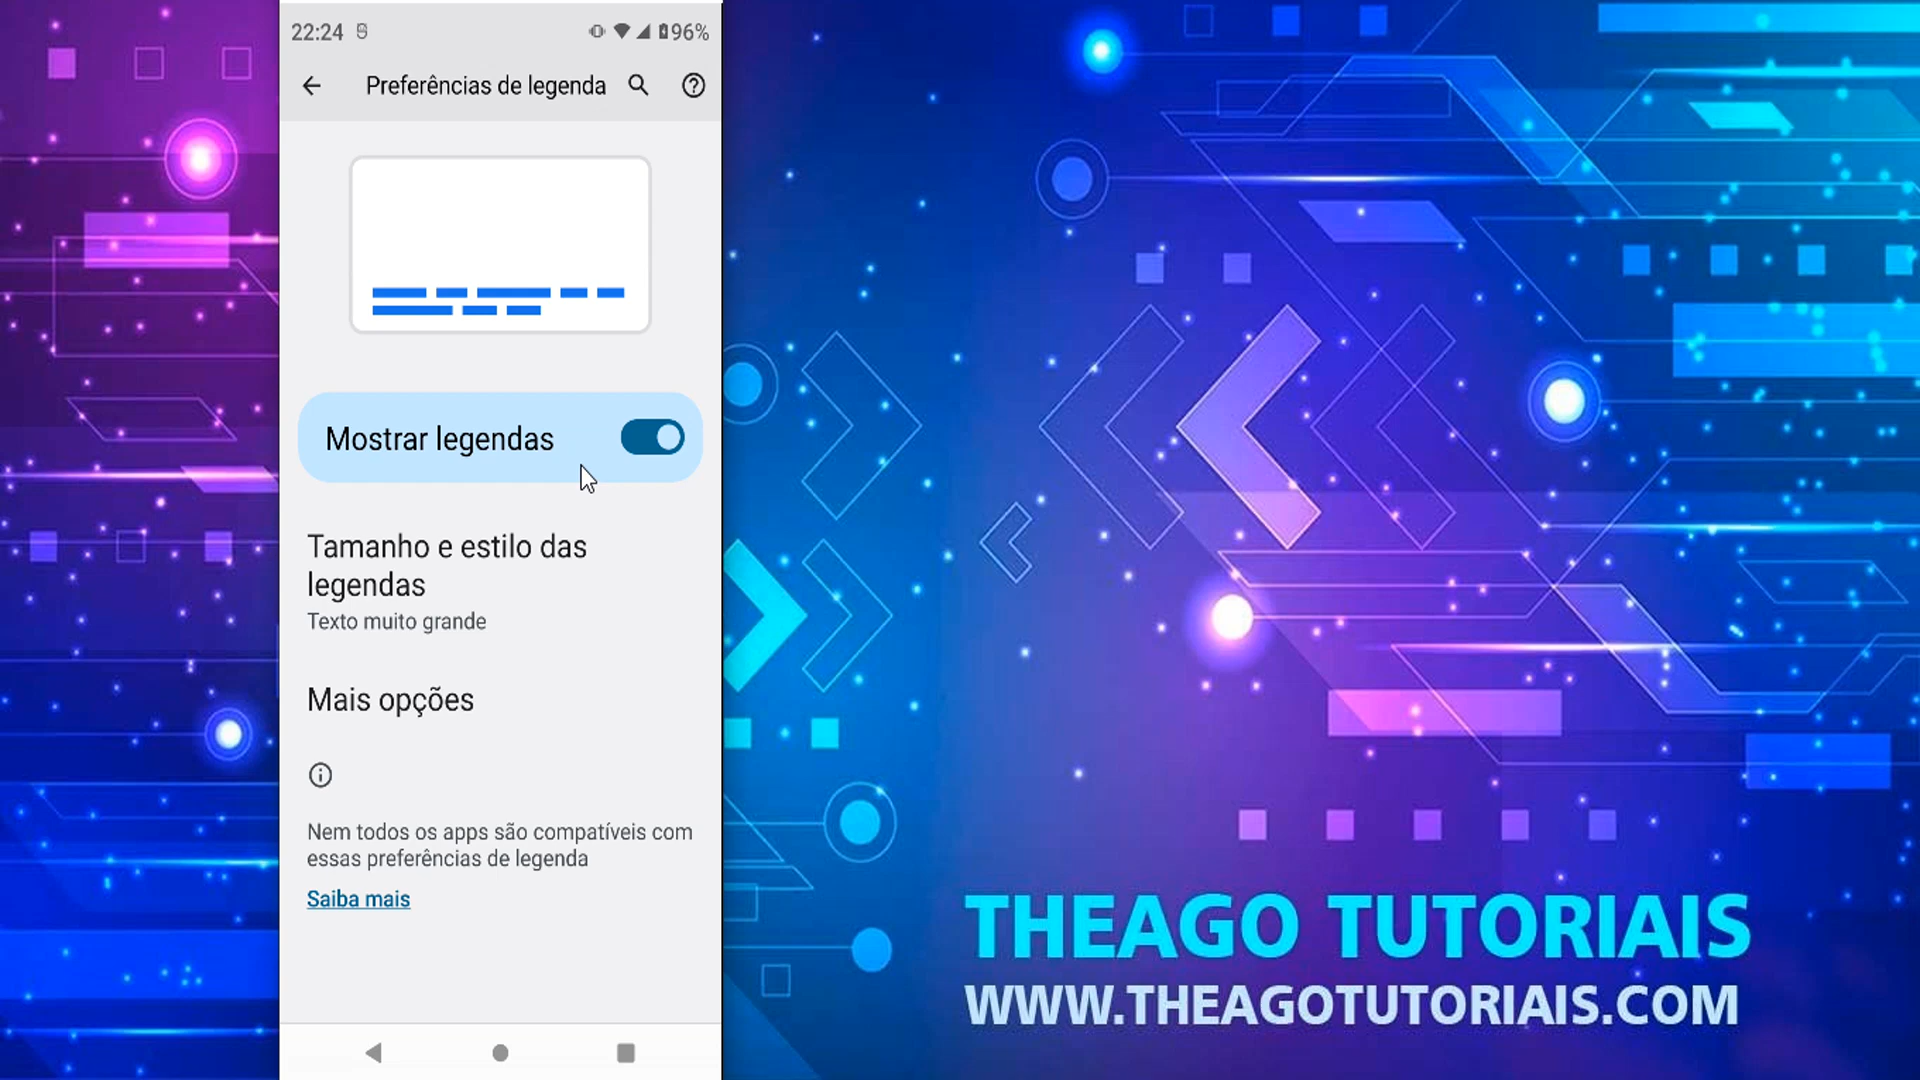 22:24
96%
Preferências de legenda
Mostrar legendas
Tamanho e estilo das
legendas
Texto muito grande
Mais opções
Nem todos os apps são compatíveis com
essas preferências de legenda
Saiba mais
THEAGO TUTORIAIS
WWW.THEAGOTUTORIAIS.COM